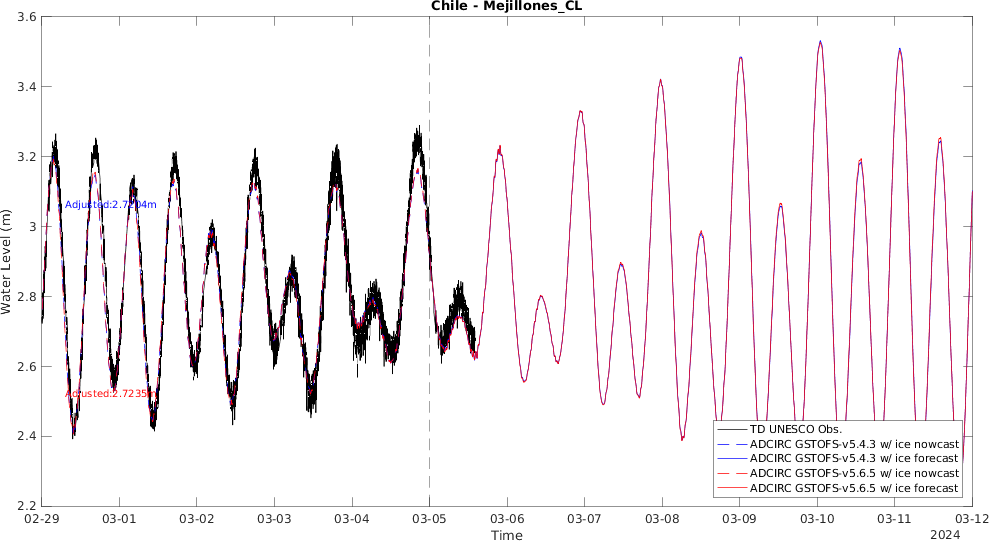 Chile - Mejillones_CL
3.6
3.4
3.2
3
2.8
2.6
2.4
2.2
Water Level (m)
Adjusted:2.7204m
Adjusted:2.7235m
TD UNESCO Obs.
ADCIRC GSTOFS-v5.4.3 w/ ice nowcast
ADCIRC GSTOFS-v5.4.3 w/ ice forecast
ADCIRC GSTOFS-v5.6.5 w/ ice nowcast
ADCIRC GSTOFS-v5.6.5 w/ ice forecast
02-29 03-01 03-02 03-03 03-04 03-05 03-06 03-07 03-08 03-09 03-10 03-11 03-12
Time
2024